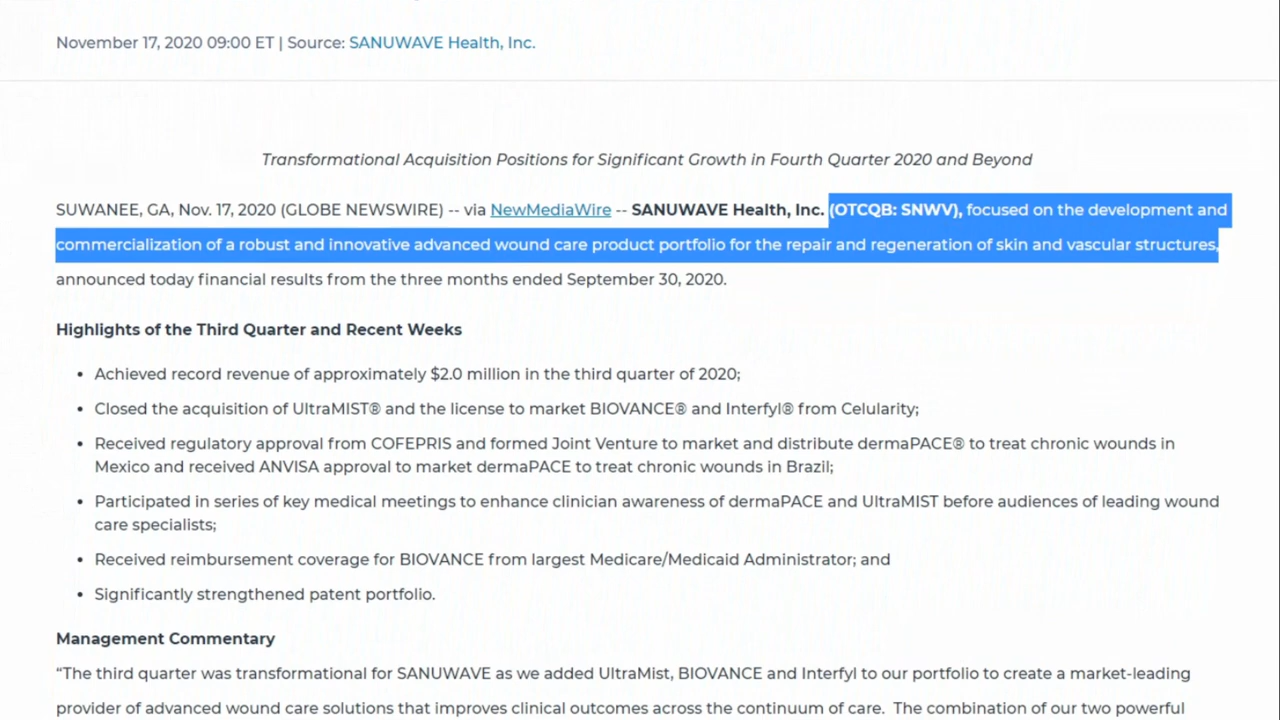 November 17, 2020 09:00 ET | Source: SANUWAVE Health, Inc.
Transformational Acquisition Positions for Significant Growth in Fourth Quarter 2020 and Beyond
SUWANEE, GA, Nov. 17, 2020 (GLOBE NEWSWIRE) -- via NewMediaWire -- SANUWAVE Health, Inc. (OTCQB: SNWV), focused on the development and
commercialization of a robust and innovative advanced wound care product portfolio for the repair and regeneration of skin and vascular structures,
announced today financial results from the three months ended September 30, 2020.
Highlights of the Third Quarter and Recent Weeks
• Achieved record revenue of approximately $2.0 million in the third quarter of 2020;
• Closed the acquisition of UltraMIST® and the license to market BIOVANCE® and Interfyl® from Celularity;
• Received regulatory approval from COFEPRIS and formed Joint Venture to market and distribute dermaPACE® to treat chronic wounds in
Mexico and received ANVISA approval to market dermaPACE to treat chronic wounds in Brazil;
• Participated in series of key medical meetings to enhance clinician awareness of dermaPACE and UltraMIST before audiences of leading wound
care specialists;
• Received reimbursement coverage for BIOVANCE from largest Medicare/Medicaid Administrator; and
• Significantly strengthened patent portfolio.
Management Commentary
“The third quarter was transformational for SANUWAVE as we added UltraMist, BIOVANCE and Interfyl to our portfolio to create a market-leading
provider of advanced wound care solutions that improves clinical outcomes across the continuum of care. The combination of our two powerful